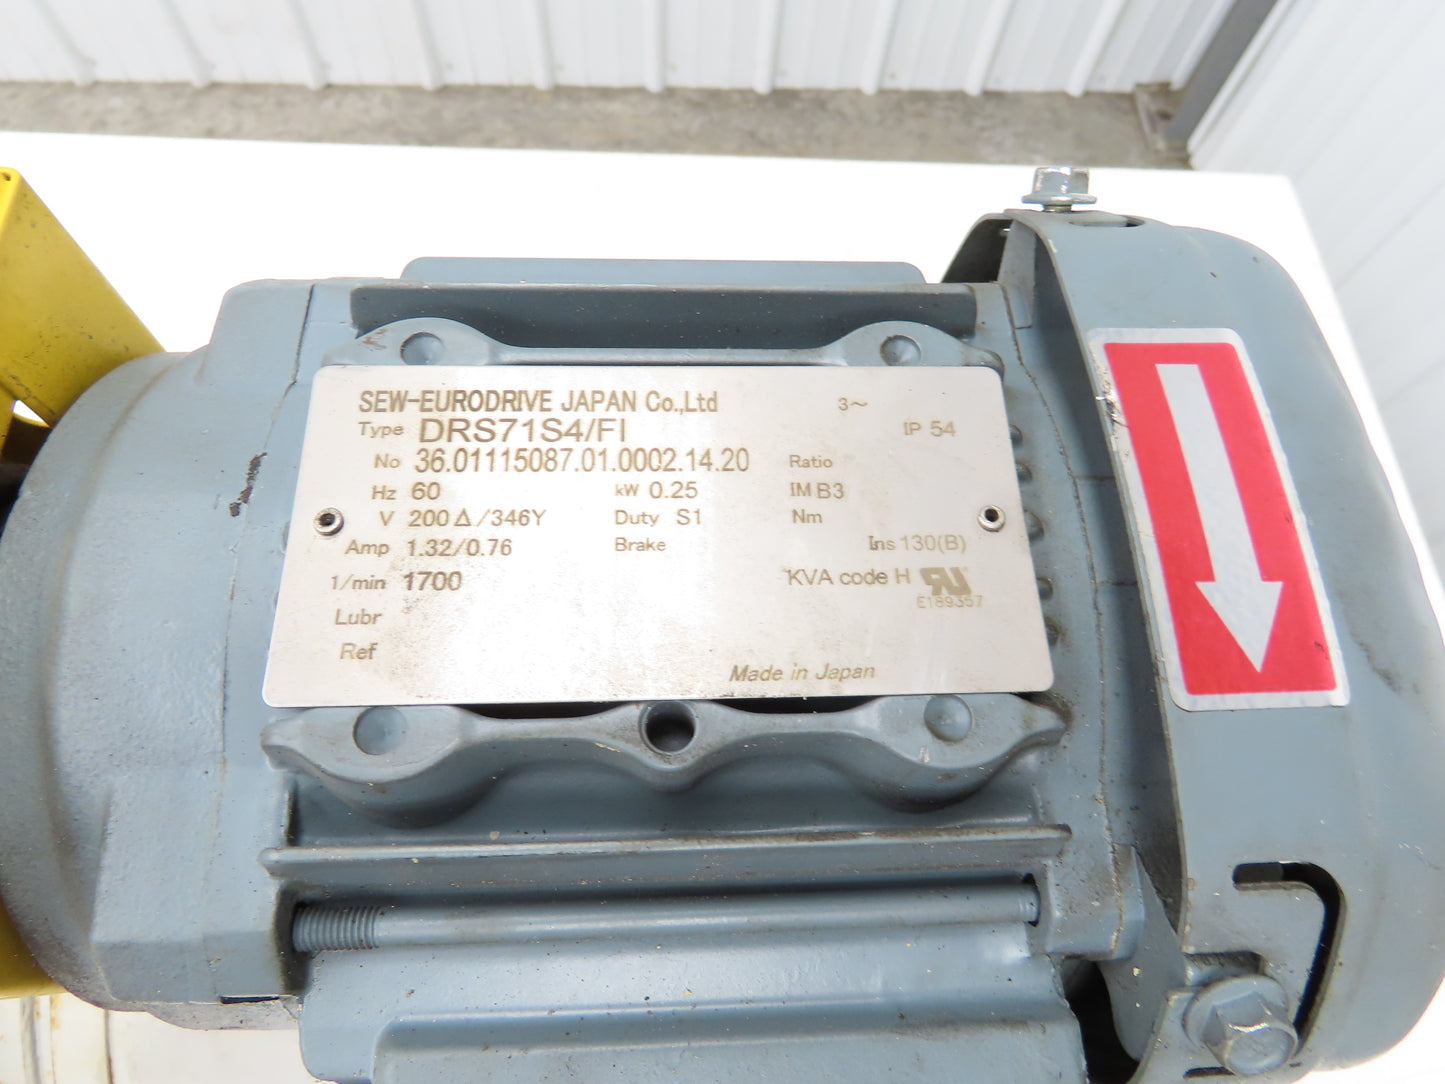 SEW-EURODRIVE JAPAN Co.,Ltd 3~
Type DRS71S4/FI IP 54
No 36.01115087.01.0002.14.20 Ratio
Hz 60 kW 0.25 IM B3
V 200Δ/346Y Duty S1 Nm
Amp 1.32/0.76 Brake Ins 130(B)
1/min 1700 KVA code H RU
E189357
Lubr
Ref
Made in Japan